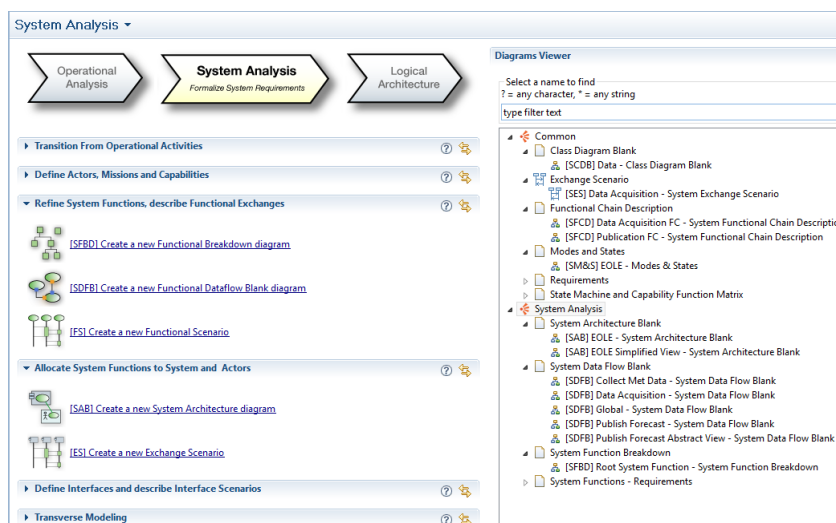 System Analysis
Operational
Analysis
System Analysis
Formalize System Requirements
Logical
Architecture
Transition From Operational Activities
Define Actors, Missions and Capabilities
Refine System Functions, describe Functional Exchanges
[SFBD] Create a new Functional Breakdown diagram
[SDFB] Create a new Functional Dataflow Blank diagram
[FS] Create a new Functional Scenario
Allocate System Functions to System and Actors
[SAB] Create a new System Architecture diagram
[ES] Create a new Exchange Scenario
Define Interfaces and describe Interface Scenarios
Transverse Modeling
Diagrams Viewer
Select a name to find
? = any character, * = any string
type filter text
Common
Class Diagram Blank
[SCDB] Data - Class Diagram Blank
Exchange Scenario
[SES] Data Acquisition - System Exchange Scenario
Functional Chain Description
[SFCD] Data Acquisition FC - System Functional Chain Descripti
[SFCD] Publication FC - System Functional Chain Description
Modes and States
[SM&S] EOLE - Modes & States
Requirements
State Machine and Capability Function Matrix
System Analysis
System Architecture Blank
[SAB] EOLE - System Architecture Blank
[SAB] EOLE Simplified View - System Architecture Blank
System Data Flow Blank
[SDFB] Collect Met Data - System Data Flow Blank
[SDFB] Data Acquisition - System Data Flow Blank
[SDFB] Global - System Data Flow Blank
[SDFB] Publish Forecast - System Data Flow Blank
[SDFB] Publish Forecast Abstract View - System Data Flow Blank
System Function Breakdown
[SFBD] Root System Function - System Function Breakdown
System Functions - Requirements